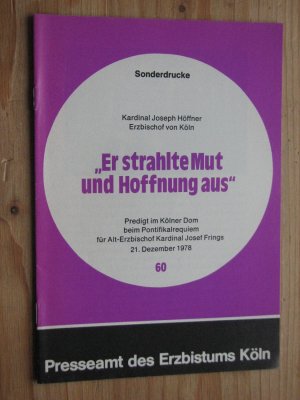 Sonderdrucke
Kardinal Joseph Höffner
Erzbischof von Köln
„Er strahlte Mut
und Hoffnung aus“
Predigt im Kölner Dom
beim Pontifikalrequiem
für Alt-Erzbischof Kardinal Josef Frings
21. Dezember 1978
60
Presseamt des Erzbistums Köln